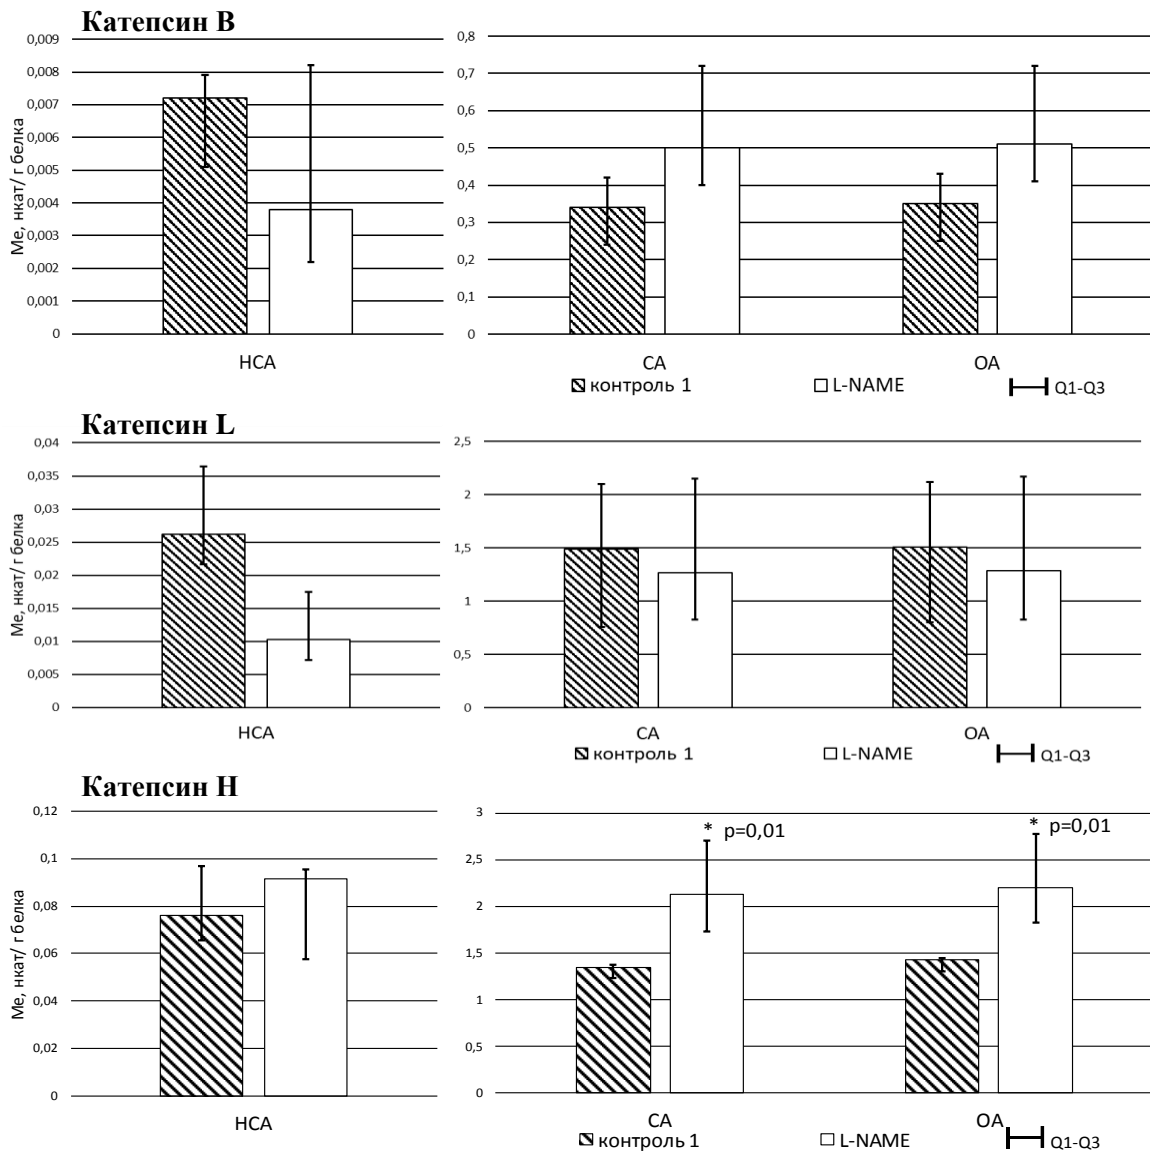 Катепсин B
Ме, нкат/ г белка
0,009
0,008
0,007
0,006
0,005
0,004
0,003
0,002
0,001
0
НСА
0,8
0,7
0,6
0,5
0,4
0,3
0,2
0,1
0
СА
ОА
контроль 1
L-NAME
Q1-Q3
Катепсин L
Ме, нкат/ г белка
0,04
0,035
0,03
0,025
0,02
0,015
0,01
0,005
0
НСА
2,5
2
1,5
1
0,5
0
СА
ОА
контроль 1
L-NAME
Q1-Q3
Катепсин H
Ме, нкат/ г белка
0,12
0,1
0,08
0,06
0,04
0,02
0
НСА
3
2,5
2
1,5
1
0,5
0
* p=0,01
* p=0,01
СА
ОА
контроль 1
L-NAME
Q1-Q3